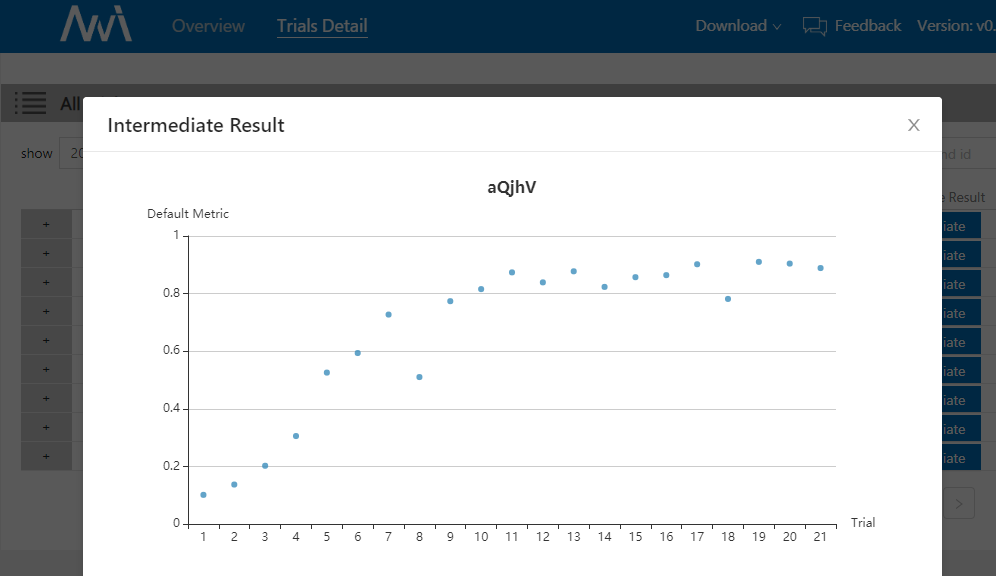 Overview Trials Detail Download Feedback Version: v0.
All
Intermediate Result X
show 20 nd id
aQjhV
Default Metric
e Result
1
0.8
0.6
0.4
0.2
0
+ iate
+ iate
+ iate
+ iate
+ iate
+ iate
+ iate
+ iate
+ iate
1 2 3 4 5 6 7 8 9 10 11 12 13 14 15 16 17 18 19 20 21
Trial
>